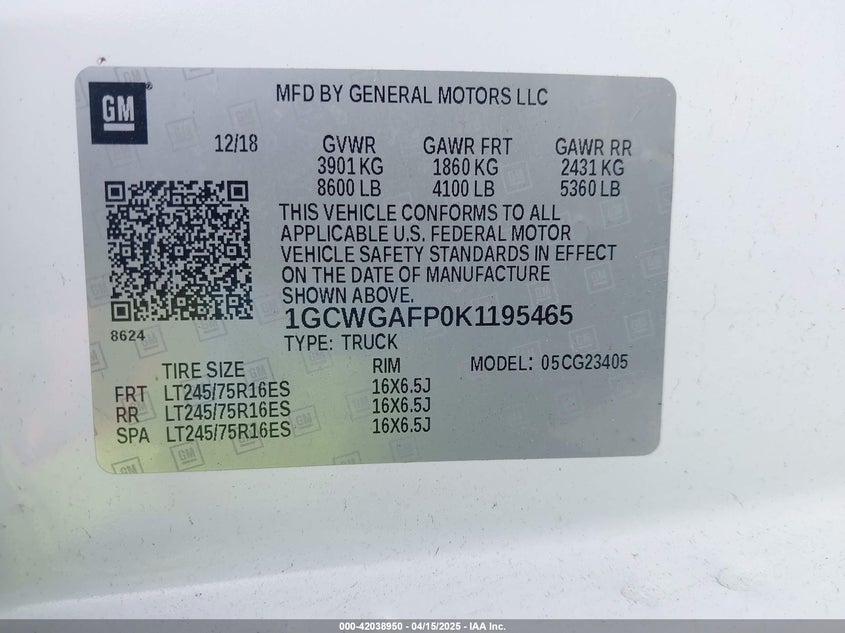 GM
MFD BY GENERAL MOTORS LLC
12/18 GVWR GAWR FRT GAWR RR
3901 KG 1860 KG 2431 KG
8600 LB 4100 LB 5360 LB
THIS VEHICLE CONFORMS TO ALL
APPLICABLE U.S. FEDERAL MOTOR
VEHICLE SAFETY STANDARDS IN EFFECT
ON THE DATE OF MANUFACTURE
SHOWN ABOVE.
8624
1GCWGAFP0K1195465
TYPE: TRUCK
TIRE SIZE RIM MODEL: 05CG23405
FRT LT245/75R16ES 16X6.5J
RR LT245/75R16ES 16X6.5J
SPA LT245/75R16ES 16X6.5J
000-42038950 - 04/15/2025 - IAA Inc.